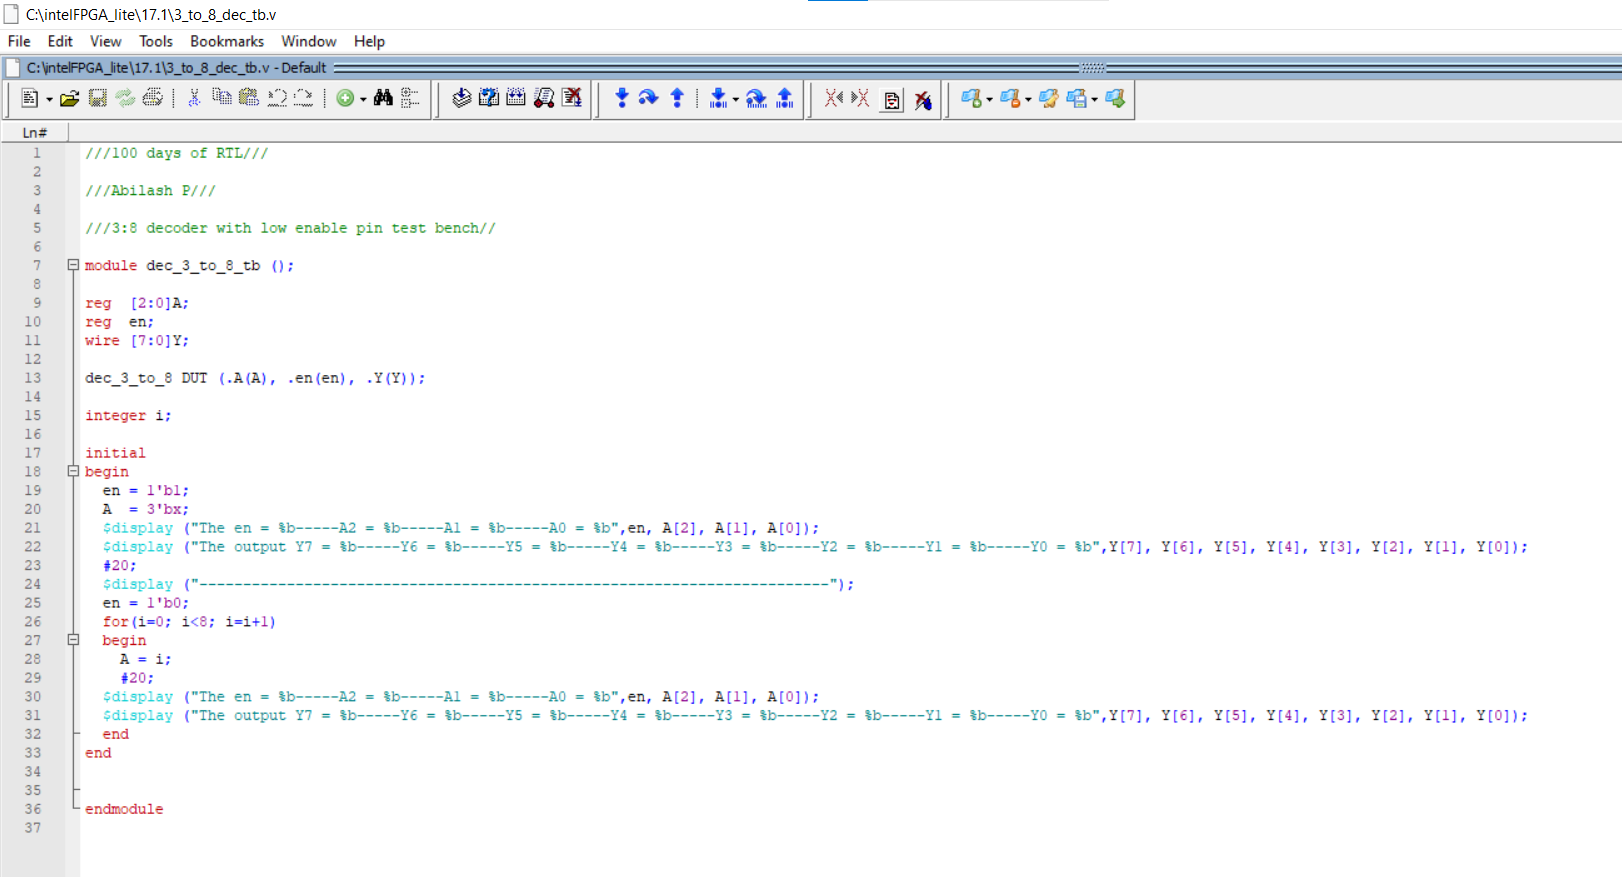 C:\intelFPGA_lite\17.1\3_to_8_dec_tb.v
File Edit View Tools Bookmarks Window Help
C:\intelFPGA_lite\17.1\3_to_8_dec_tb.v - Default
Ln#
1 ///100 days of RTL///
2
3 ///Abilash P///
4
5 ///3:8 decoder with low enable pin test bench//
6
7 module dec_3_to_8_tb ();
8
9 reg  [2:0]A;
10 reg  en;
11 wire [7:0]Y;
12
13 dec_3_to_8 DUT (.A(A), .en(en), .Y(Y));
14
15 integer i;
16
17 initial
18 begin
19   en = 1'b1;
20   A  = 3'bx;
21   $display ("The en = %b-----A2 = %b-----A1 = %b-----A0 = %b",en, A[2], A[1], A[0]);
22   $display ("The output Y7 = %b-----Y6 = %b-----Y5 = %b-----Y4 = %b-----Y3 = %b-----Y2 = %b-----Y1 = %b-----Y0 = %b",Y[7], Y[6], Y[5], Y[4], Y[3], Y[2], Y[1], Y[0]);
23   #20;
24   $display ("------------------------------------------------------------------------");
25   en = 1'b0;
26   for(i=0; i<8; i=i+1)
27   begin
28     A = i;
29     #20;
30   $display ("The en = %b-----A2 = %b-----A1 = %b-----A0 = %b",en, A[2], A[1], A[0]);
31   $display ("The output Y7 = %b-----Y6 = %b-----Y5 = %b-----Y4 = %b-----Y3 = %b-----Y2 = %b-----Y1 = %b-----Y0 = %b",Y[7], Y[6], Y[5], Y[4], Y[3], Y[2], Y[1], Y[0]);
32   end
33 end
34
35
36 endmodule
37